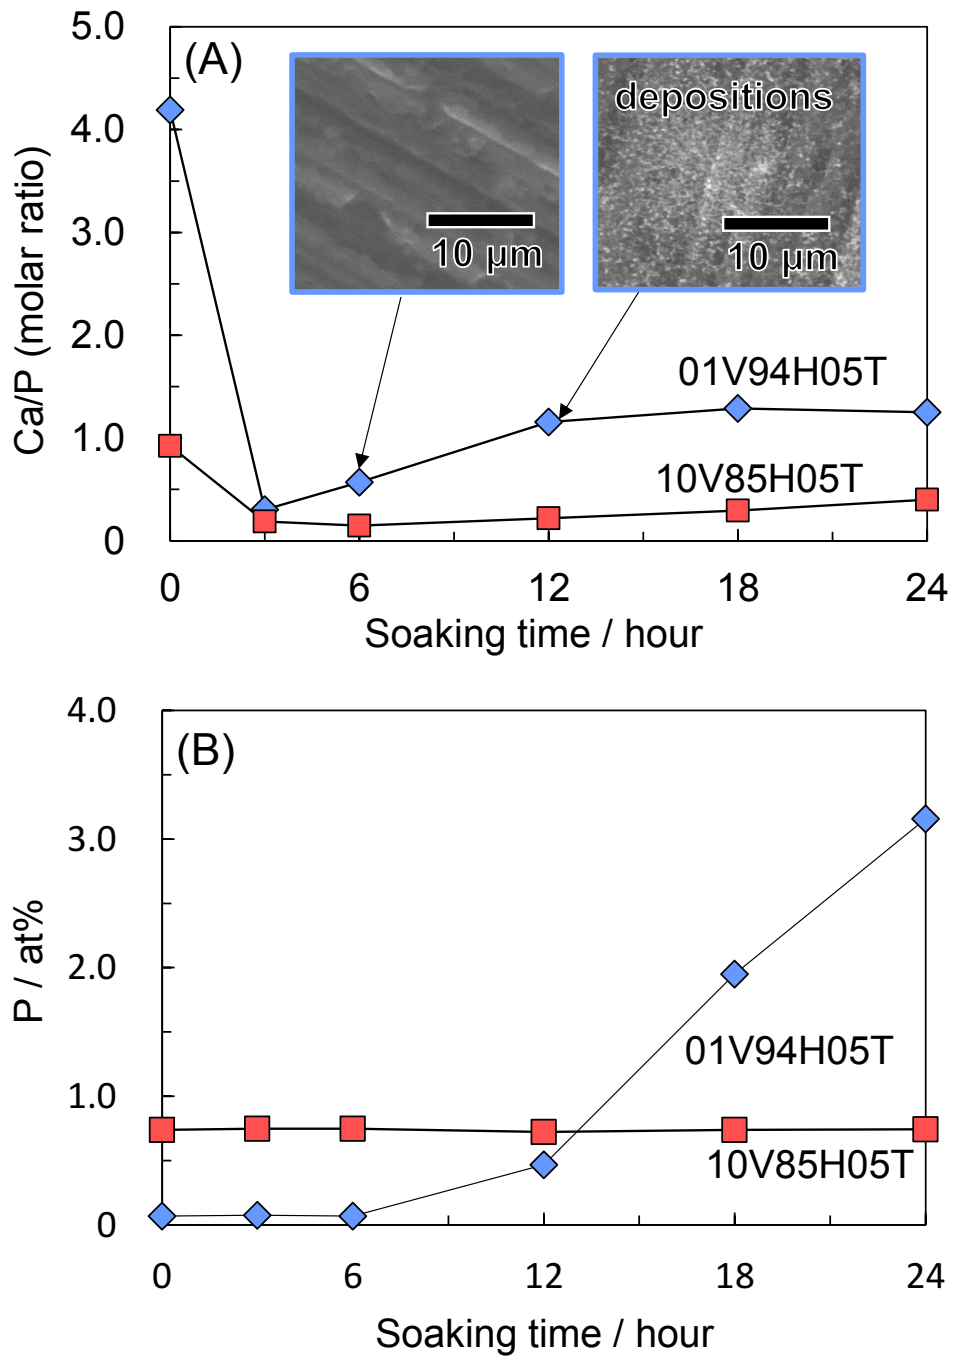 5.0
(A)
depositions
4.0
Ca/P (molar ratio)
3.0
10 µm
10 µm
2.0
01V94H05T
1.0
10V85H05T
0
0 6 12 18 24
Soaking time / hour
4.0
(B)
3.0
P / at%
2.0
01V94H05T
1.0
10V85H05T
0
0 6 12 18 24
Soaking time / hour